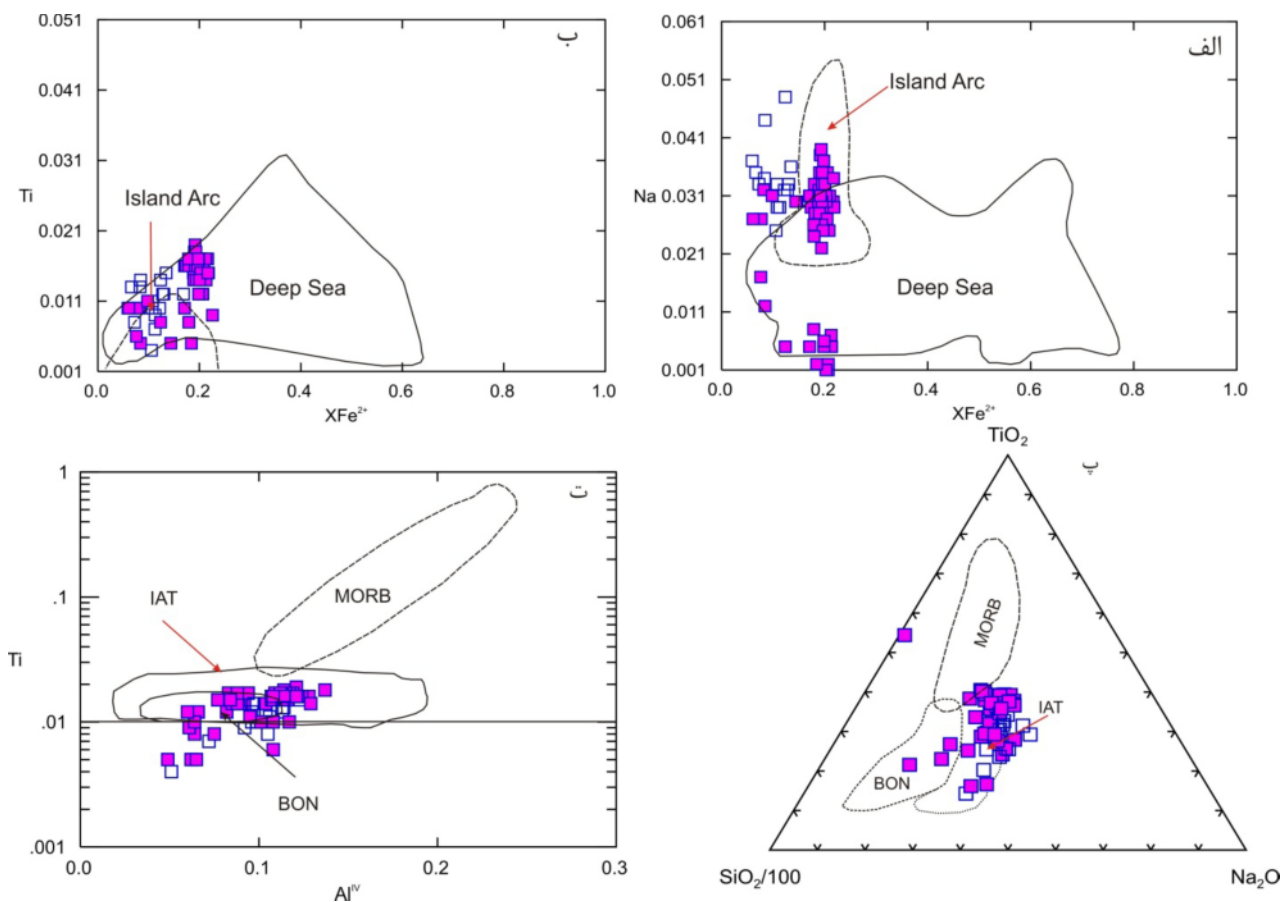 ب
0.051
0.041
0.031
Ti
Island Arc
0.021
Deep Sea
0.011
0.001
0.0
0.2
0.4
0.6
0.8
1.0
XFe²⁺
الف
0.061
0.051
Island Arc
0.041
Na
0.031
0.021
Deep Sea
0.011
0.001
0.0
0.2
0.4
0.6
0.8
1.0
XFe²⁺
ت
1
IAT
MORB
.1
Ti
.01
BON
.001
0.0
0.1
0.2
0.3
Alᴵⱽ
پ
TiO₂
MORB
IAT
BON
SiO₂/100
Na₂O